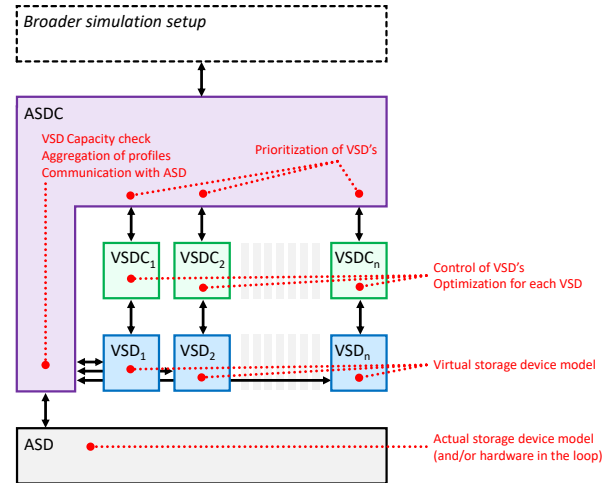 Broader simulation setup
ASDC
VSD Capacity check
Aggregation of profiles
Communication with ASD
Prioritization of VSD's
VSDC1
VSDC2
VSDCn
Control of VSD's
Optimization for each VSD
VSD1
VSD2
VSDn
Virtual storage device model
ASD
Actual storage device model
(and/or hardware in the loop)